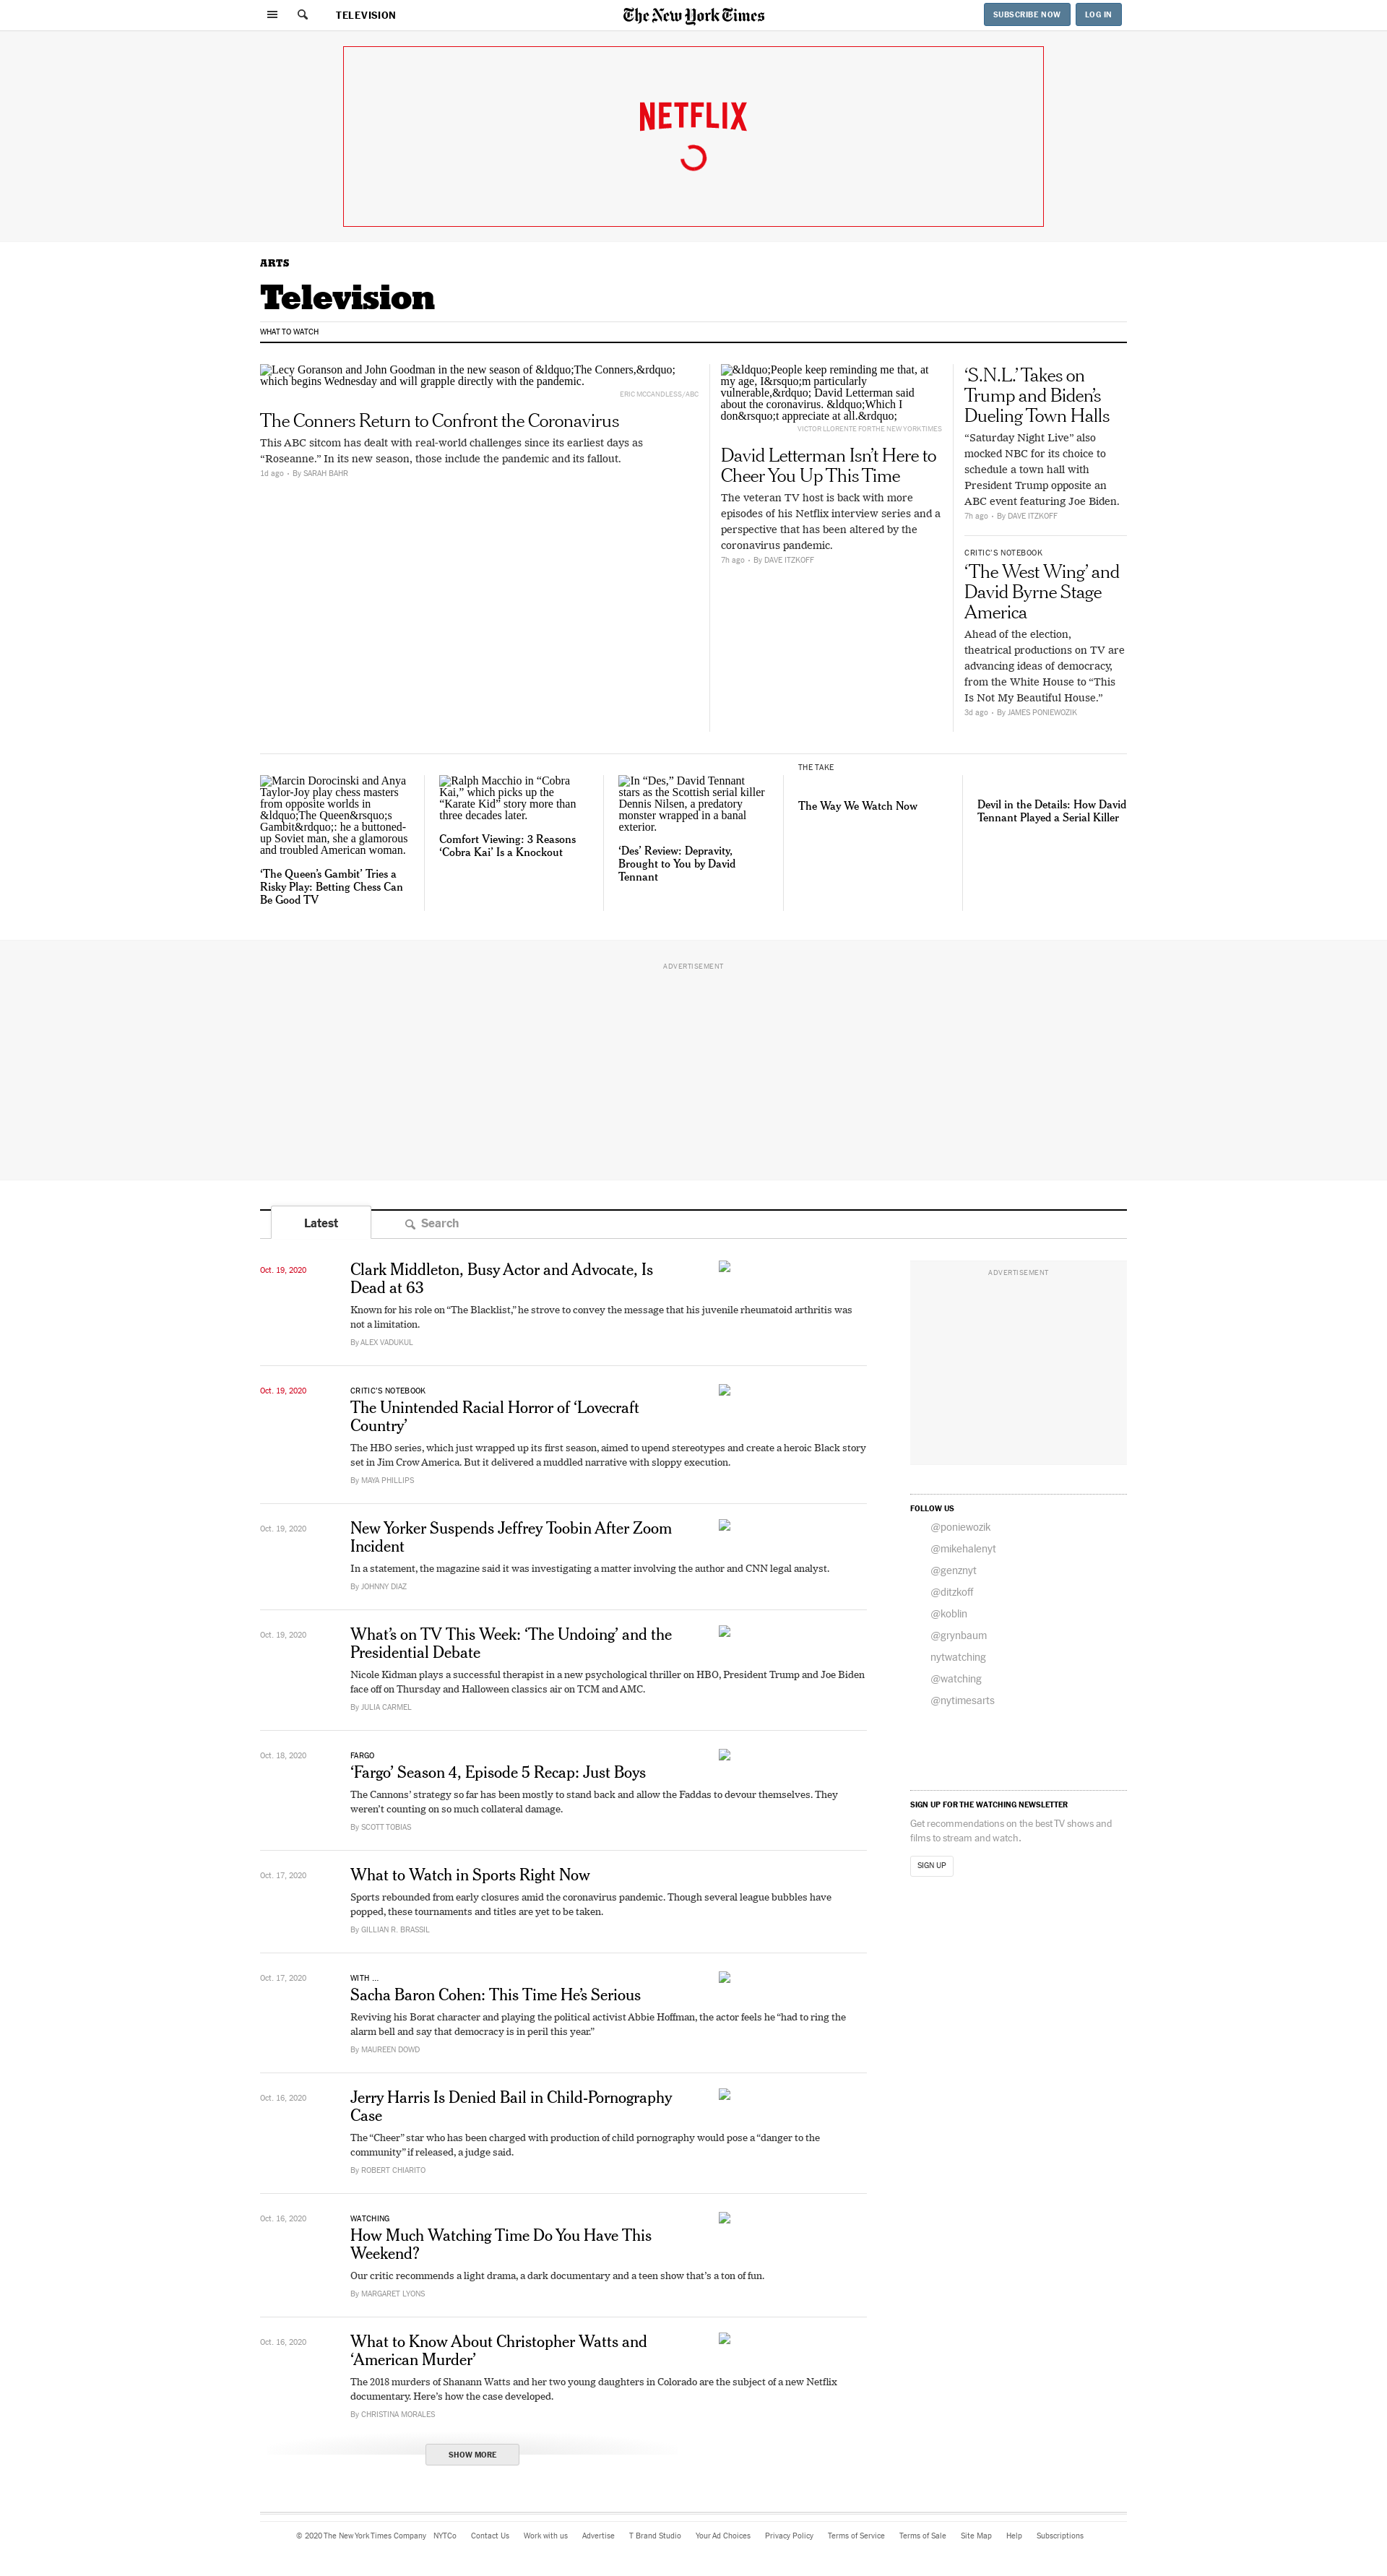 TELEVISION
The New York Times
SUBSCRIBE NOW
LOG IN
NETFLIX
ARTS
Television
WHAT TO WATCH
Lecy Goranson and John Goodman in the new season of &ldquo;The Conners,&rdquo;
which begins Wednesday and will grapple directly with the pandemic.
ERIC MCCANDLESS/ABC
The Conners Return to Confront the Coronavirus
This ABC sitcom has dealt with real-world challenges since its earliest days as
“Roseanne.” In its new season, those include the pandemic and its fallout.
1d ago • By SARAH BAHR
&ldquo;People keep reminding me that, at
my age, I&rsquo;m particularly
vulnerable,&rdquo; David Letterman said
about the coronavirus. &ldquo;Which I
don&rsquo;t appreciate at all.&rdquo;
VICTOR LLORENTE FOR THE NEW YORK TIMES
David Letterman Isn’t Here to
Cheer You Up This Time
The veteran TV host is back with more
episodes of his Netflix interview series and a
perspective that has been altered by the
coronavirus pandemic.
7h ago • By DAVE ITZKOFF
‘S.N.L.’ Takes on
Trump and Biden’s
Dueling Town Halls
“Saturday Night Live” also
mocked NBC for its choice to
schedule a town hall with
President Trump opposite an
ABC event featuring Joe Biden.
7h ago • By DAVE ITZKOFF
CRITIC’S NOTEBOOK
‘The West Wing’ and
David Byrne Stage
America
Ahead of the election,
theatrical productions on TV are
advancing ideas of democracy,
from the White House to “This
Is Not My Beautiful House.”
3d ago • By JAMES PONIEWOZIK
Marcin Dorocinski and Anya
Taylor-Joy play chess masters
from opposite worlds in
&ldquo;The Queen&rsquo;s
Gambit&rdquo;: he a buttoned-
up Soviet man, she a glamorous
and troubled American woman.
‘The Queen’s Gambit’ Tries a
Risky Play: Betting Chess Can
Be Good TV
Ralph Macchio in “Cobra
Kai,” which picks up the
“Karate Kid” story more than
three decades later.
Comfort Viewing: 3 Reasons
‘Cobra Kai’ Is a Knockout
In “Des,” David Tennant
stars as the Scottish serial killer
Dennis Nilsen, a predatory
monster wrapped in a banal
exterior.
‘Des’ Review: Depravity,
Brought to You by David
Tennant
THE TAKE
The Way We Watch Now
Devil in the Details: How David
Tennant Played a Serial Killer
ADVERTISEMENT
Latest
Search
Oct. 19, 2020
Clark Middleton, Busy Actor and Advocate, Is
Dead at 63
Known for his role on “The Blacklist,” he strove to convey the message that his juvenile rheumatoid arthritis was
not a limitation.
By ALEX VADUKUL
Oct. 19, 2020
CRITIC’S NOTEBOOK
The Unintended Racial Horror of ‘Lovecraft
Country’
The HBO series, which just wrapped up its first season, aimed to upend stereotypes and create a heroic Black story
set in Jim Crow America. But it delivered a muddled narrative with sloppy execution.
By MAYA PHILLIPS
Oct. 19, 2020
New Yorker Suspends Jeffrey Toobin After Zoom
Incident
In a statement, the magazine said it was investigating a matter involving the author and CNN legal analyst.
By JOHNNY DIAZ
Oct. 19, 2020
What’s on TV This Week: ‘The Undoing’ and the
Presidential Debate
Nicole Kidman plays a successful therapist in a new psychological thriller on HBO, President Trump and Joe Biden
face off on Thursday and Halloween classics air on TCM and AMC.
By JULIA CARMEL
Oct. 18, 2020
FARGO
‘Fargo’ Season 4, Episode 5 Recap: Just Boys
The Cannons’ strategy so far has been mostly to stand back and allow the Faddas to devour themselves. They
weren’t counting on so much collateral damage.
By SCOTT TOBIAS
Oct. 17, 2020
What to Watch in Sports Right Now
Sports rebounded from early closures amid the coronavirus pandemic. Though several league bubbles have
popped, these tournaments and titles are yet to be taken.
By GILLIAN R. BRASSIL
Oct. 17, 2020
WITH ...
Sacha Baron Cohen: This Time He’s Serious
Reviving his Borat character and playing the political activist Abbie Hoffman, the actor feels he “had to ring the
alarm bell and say that democracy is in peril this year.”
By MAUREEN DOWD
Oct. 16, 2020
Jerry Harris Is Denied Bail in Child-Pornography
Case
The “Cheer” star who has been charged with production of child pornography would pose a “danger to the
community” if released, a judge said.
By ROBERT CHIARITO
Oct. 16, 2020
WATCHING
How Much Watching Time Do You Have This
Weekend?
Our critic recommends a light drama, a dark documentary and a teen show that’s a ton of fun.
By MARGARET LYONS
Oct. 16, 2020
What to Know About Christopher Watts and
‘American Murder’
The 2018 murders of Shanann Watts and her two young daughters in Colorado are the subject of a new Netflix
documentary. Here’s how the case developed.
By CHRISTINA MORALES
SHOW MORE
ADVERTISEMENT
FOLLOW US
@poniewozik
@mikehalenyt
@genznyt
@ditzkoff
@koblin
@grynbaum
nytwatching
@watching
@nytimesarts
SIGN UP FOR THE WATCHING NEWSLETTER
Get recommendations on the best TV shows and
films to stream and watch.
SIGN UP
© 2020 The New York Times Company NYTCo Contact Us Work with us Advertise T Brand Studio Your Ad Choices Privacy Policy Terms of Service Terms of Sale Site Map Help Subscriptions